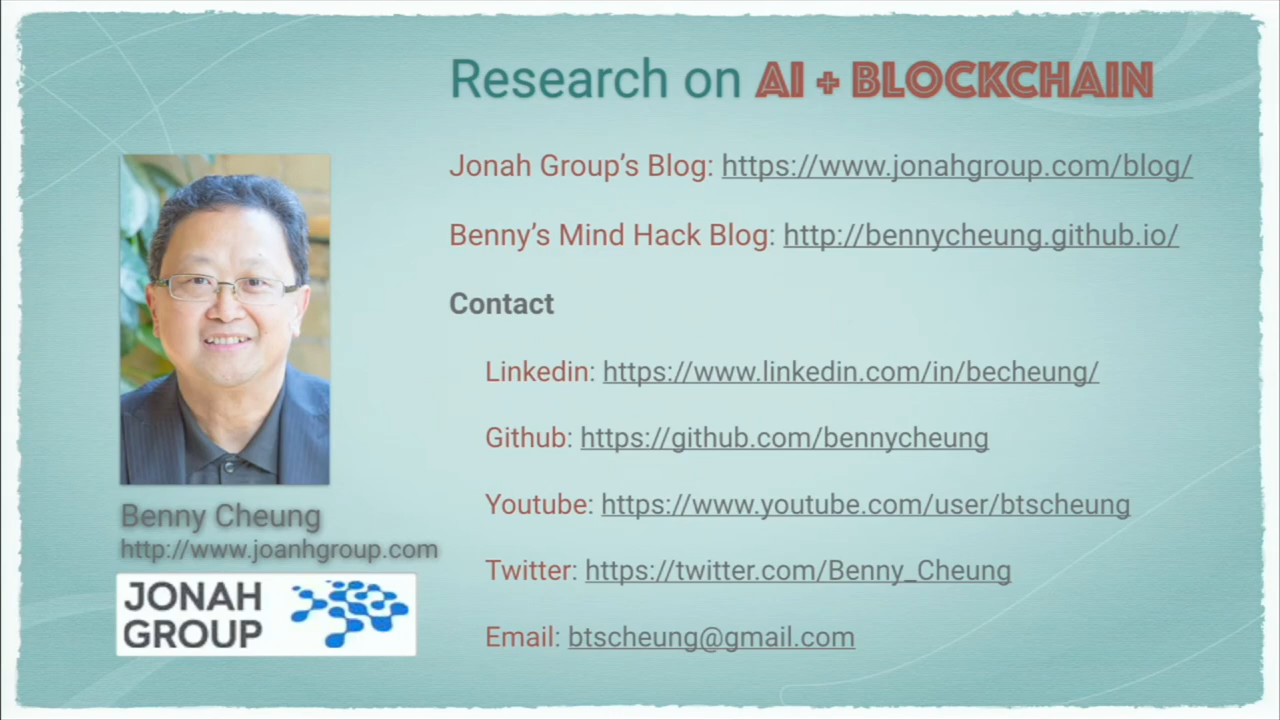 Research on AI + BLOCKCHAIN
Jonah Group’s Blog: https://www.jonahgroup.com/blog/
Benny’s Mind Hack Blog: http://bennycheung.github.io/
Contact
Linkedin: https://www.linkedin.com/in/becheung/
Github: https://github.com/bennycheung
Youtube: https://www.youtube.com/user/btscheung
Twitter: https://twitter.com/Benny_Cheung
Email: btscheung@gmail.com
Benny Cheung
http://www.joanhgroup.com
JONAH
GROUP